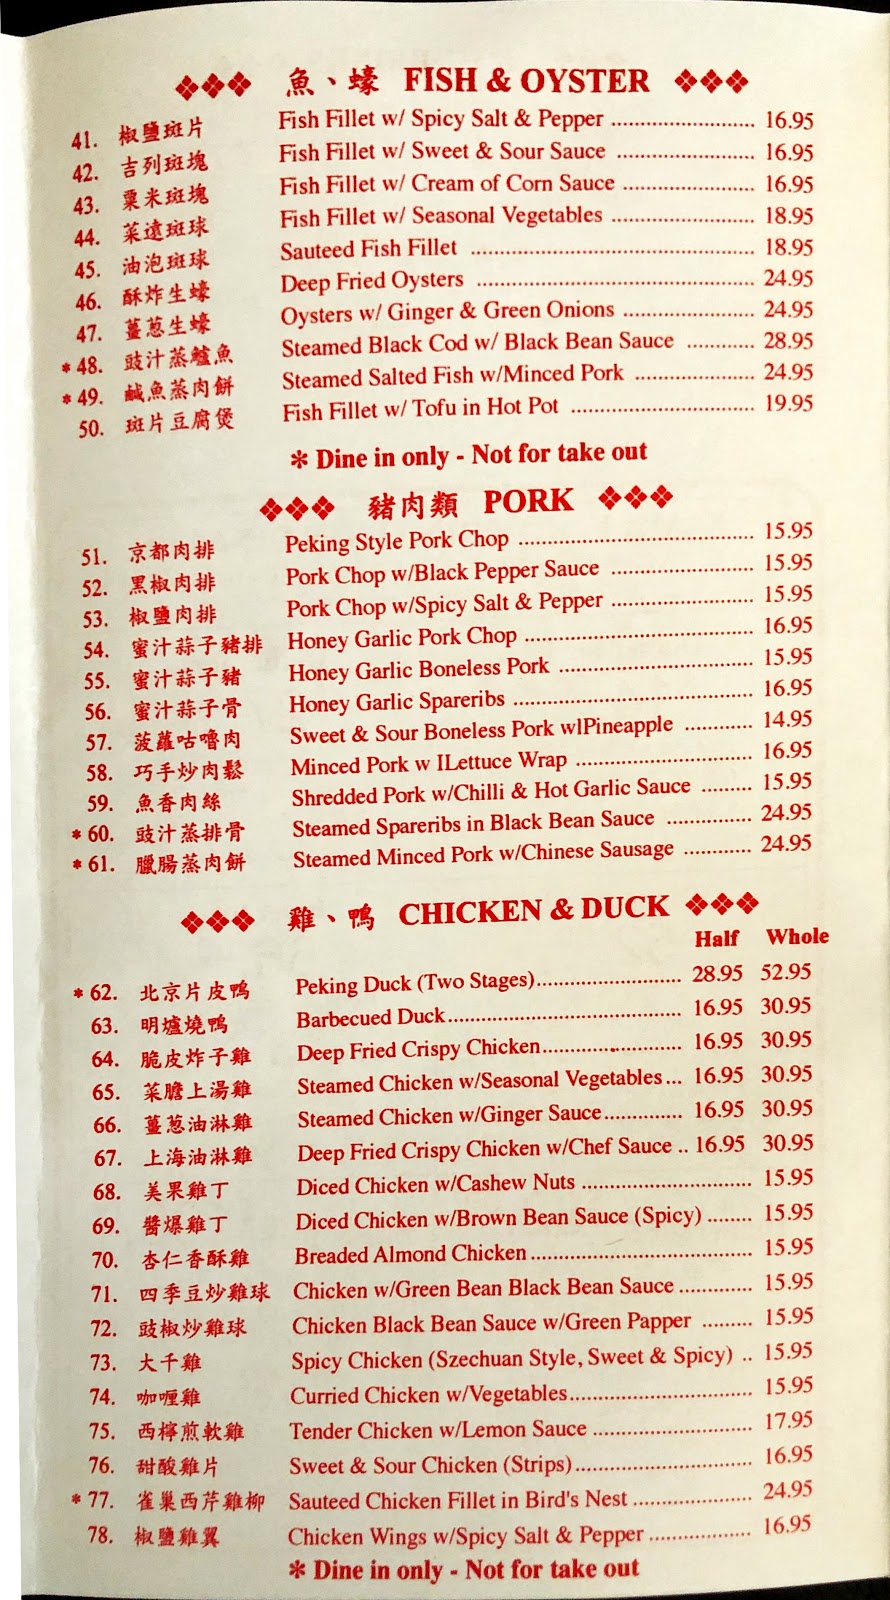 ❖❖❖ 魚、蠔 FISH & OYSTER ❖❖❖
41. 椒鹽斑片 Fish Fillet w/ Spicy Salt & Pepper ........................ 16.95
42. 吉列斑塊 Fish Fillet w/ Sweet & Sour Sauce ....................... 16.95
43. 粟米斑塊 Fish Fillet w/ Cream of Corn Sauce ...................... 16.95
44. 菜遠斑球 Fish Fillet w/ Seasonal Vegetables ........................ 18.95
45. 油泡斑球 Sauteed Fish Fillet ................................................ 18.95
46. 酥炸生蠔 Deep Fried Oysters .............................................. 24.95
47. 薑蔥生蠔 Oysters w/ Ginger & Green Onions ...................... 24.95
* 48. 豉汁蒸鱸魚 Steamed Black Cod w/ Black Bean Sauce ........... 28.95
* 49. 鹹魚蒸肉餅 Steamed Salted Fish w/Minced Pork .................... 24.95
50. 斑片豆腐煲 Fish Fillet w/ Tofu in Hot Pot ............................... 19.95
* Dine in only - Not for take out
❖❖❖ 豬肉類 PORK ❖❖❖
51. 京都肉排 Peking Style Pork Chop ....................................... 15.95
52. 黑椒肉排 Pork Chop w/Black Pepper Sauce ........................ 15.95
53. 椒鹽肉排 Pork Chop w/Spicy Salt & Pepper ........................ 15.95
54. 蜜汁蒜子豬排 Honey Garlic Pork Chop ...................................... 16.95
55. 蜜汁蒜子豬 Honey Garlic Boneless Pork ................................ 15.95
56. 蜜汁蒜子骨 Honey Garlic Spareribs ........................................ 16.95
57. 菠蘿咕嚕肉 Sweet & Sour Boneless Pork wlPineapple ........... 14.95
58. 巧手炒肉鬆 Minced Pork w ILettuce Wrap ............................. 16.95
59. 魚香肉絲 Shredded Pork w/Chilli & Hot Garlic Sauce ......... 15.95
* 60. 豉汁蒸排骨 Steamed Spareribs in Black Bean Sauce .............. 24.95
* 61. 臘腸蒸肉餅 Steamed Minced Pork w/Chinese Sausage ............ 24.95
❖❖❖ 雞、鴨 CHICKEN & DUCK ❖❖❖
Half Whole
* 62. 北京片皮鴨 Peking Duck (Two Stages)........................ 28.95 52.95
63. 明爐燒鴨 Barbecued Duck....................................... 16.95 30.95
64. 脆皮炸子雞 Deep Fried Crispy Chicken....................... 16.95 30.95
65. 菜膽上湯雞 Steamed Chicken w/Seasonal Vegetables... 16.95 30.95
66. 薑蔥油淋雞 Steamed Chicken w/Ginger Sauce............. 16.95 30.95
67. 上海油淋雞 Deep Fried Crispy Chicken w/Chef Sauce .. 16.95 30.95
68. 美果雞丁 Diced Chicken w/Cashew Nuts ............................ 15.95
69. 醬爆雞丁 Diced Chicken w/Brown Bean Sauce (Spicy) ........ 15.95
70. 杏仁香酥雞 Breaded Almond Chicken ..................................... 15.95
71. 四季豆炒雞球 Chicken w/Green Bean Black Bean Sauce ............. 15.95
72. 豉椒炒雞球 Chicken Black Bean Sauce w/Green Papper ......... 15.95
73. 大千雞 Spicy Chicken (Szechuan Style, Sweet & Spicy) .. 15.95
74. 咖喱雞 Curried Chicken w/Vegetables............................... 15.95
75. 西檸煎軟雞 Tender Chicken w/Lemon Sauce ........................... 17.95
76. 甜酸雞片 Sweet & Sour Chicken (Strips).............................. 16.95
* 77. 雀巢西芹雞柳 Sauteed Chicken Fillet in Bird's Nest .................... 24.95
78. 椒鹽雞翼 Chicken Wings w/Spicy Salt & Pepper ................. 16.95
* Dine in only - Not for take out